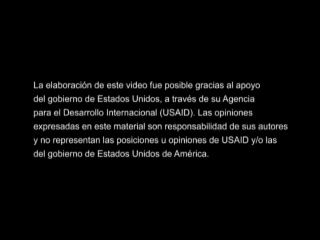 La elaboración de este video fue posible gracias al apoyo
del gobierno de Estados Unidos, a través de su Agencia
para el Desarrollo Internacional (USAID). Las opiniones
expresadas en este material son responsabilidad de sus autores
y no representan las posiciones u opiniones de USAID y/o las
del gobierno de Estados Unidos de América.